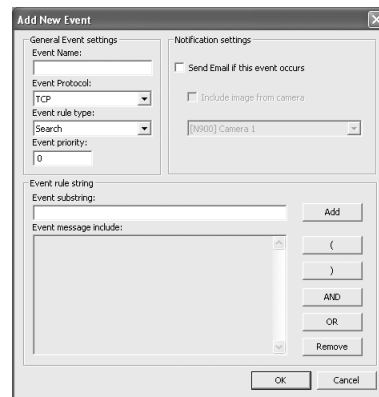 Add New Event
General Event settings
Event Name:
Event Protocol:
TCP
Event rule type:
Search
Event priority:
0
Notification settings
Send Email if this event occurs
Include image from camera
[N900] Camera 1
Event rule string
Event substring:
Add
Event message include:
(
)
AND
OR
Remove
OK
Cancel